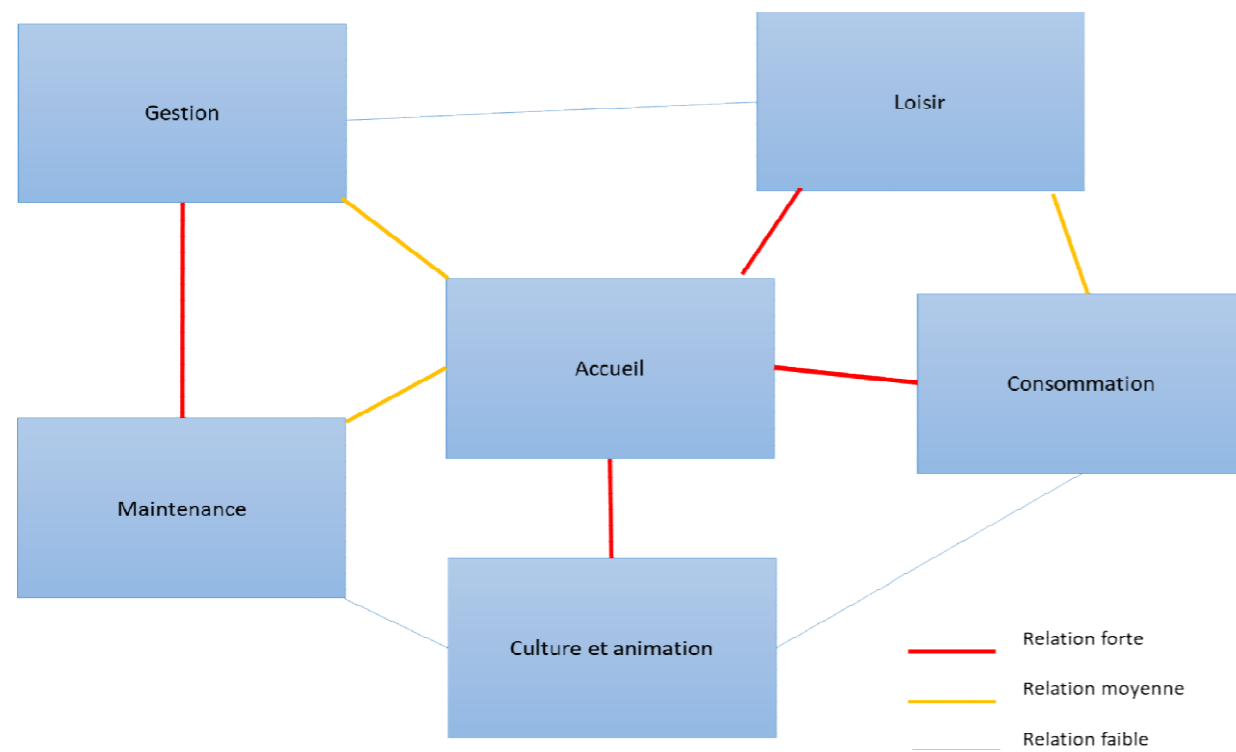 Gestion
Loisir
Accueil
Consommation
Maintenance
Culture et animation
Relation forte
Relation moyenne
Relation faible